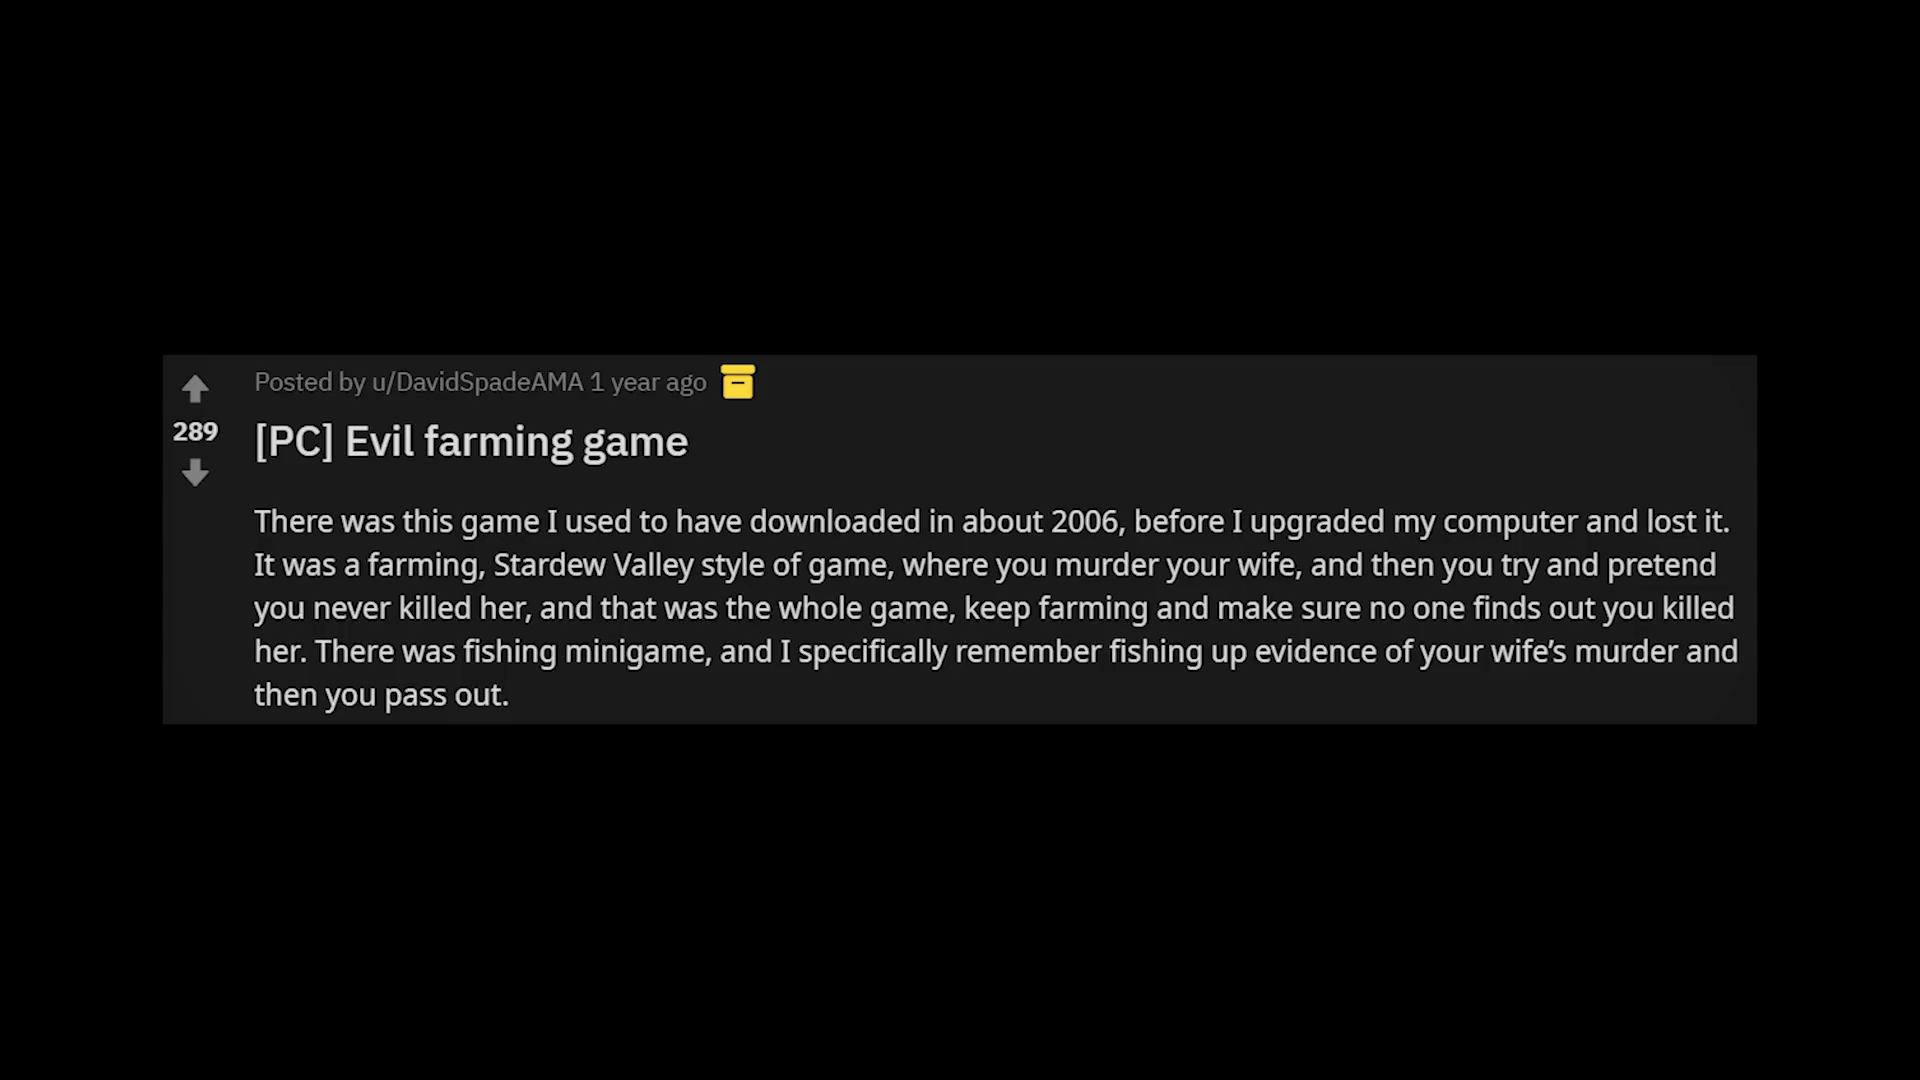 Posted by u/DavidSpadeAMA 1 year ago
289
[PC] Evil farming game
There was this game I used to have downloaded in about 2006, before I upgraded my computer and lost it.
It was a farming, Stardew Valley style of game, where you murder your wife, and then you try and pretend
you never killed her, and that was the whole game, keep farming and make sure no one finds out you killed
her. There was fishing minigame, and I specifically remember fishing up evidence of your wife’s murder and
then you pass out.